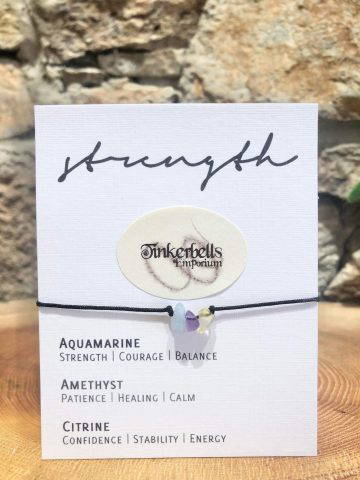 strength
Tinkerbells
Emporium
AQUAMARINE
STRENGTH | COURAGE | BALANCE
AMETHYST
PATIENCE | HEALING | CALM
CITRINE
CONFIDENCE | STABILITY | ENERGY